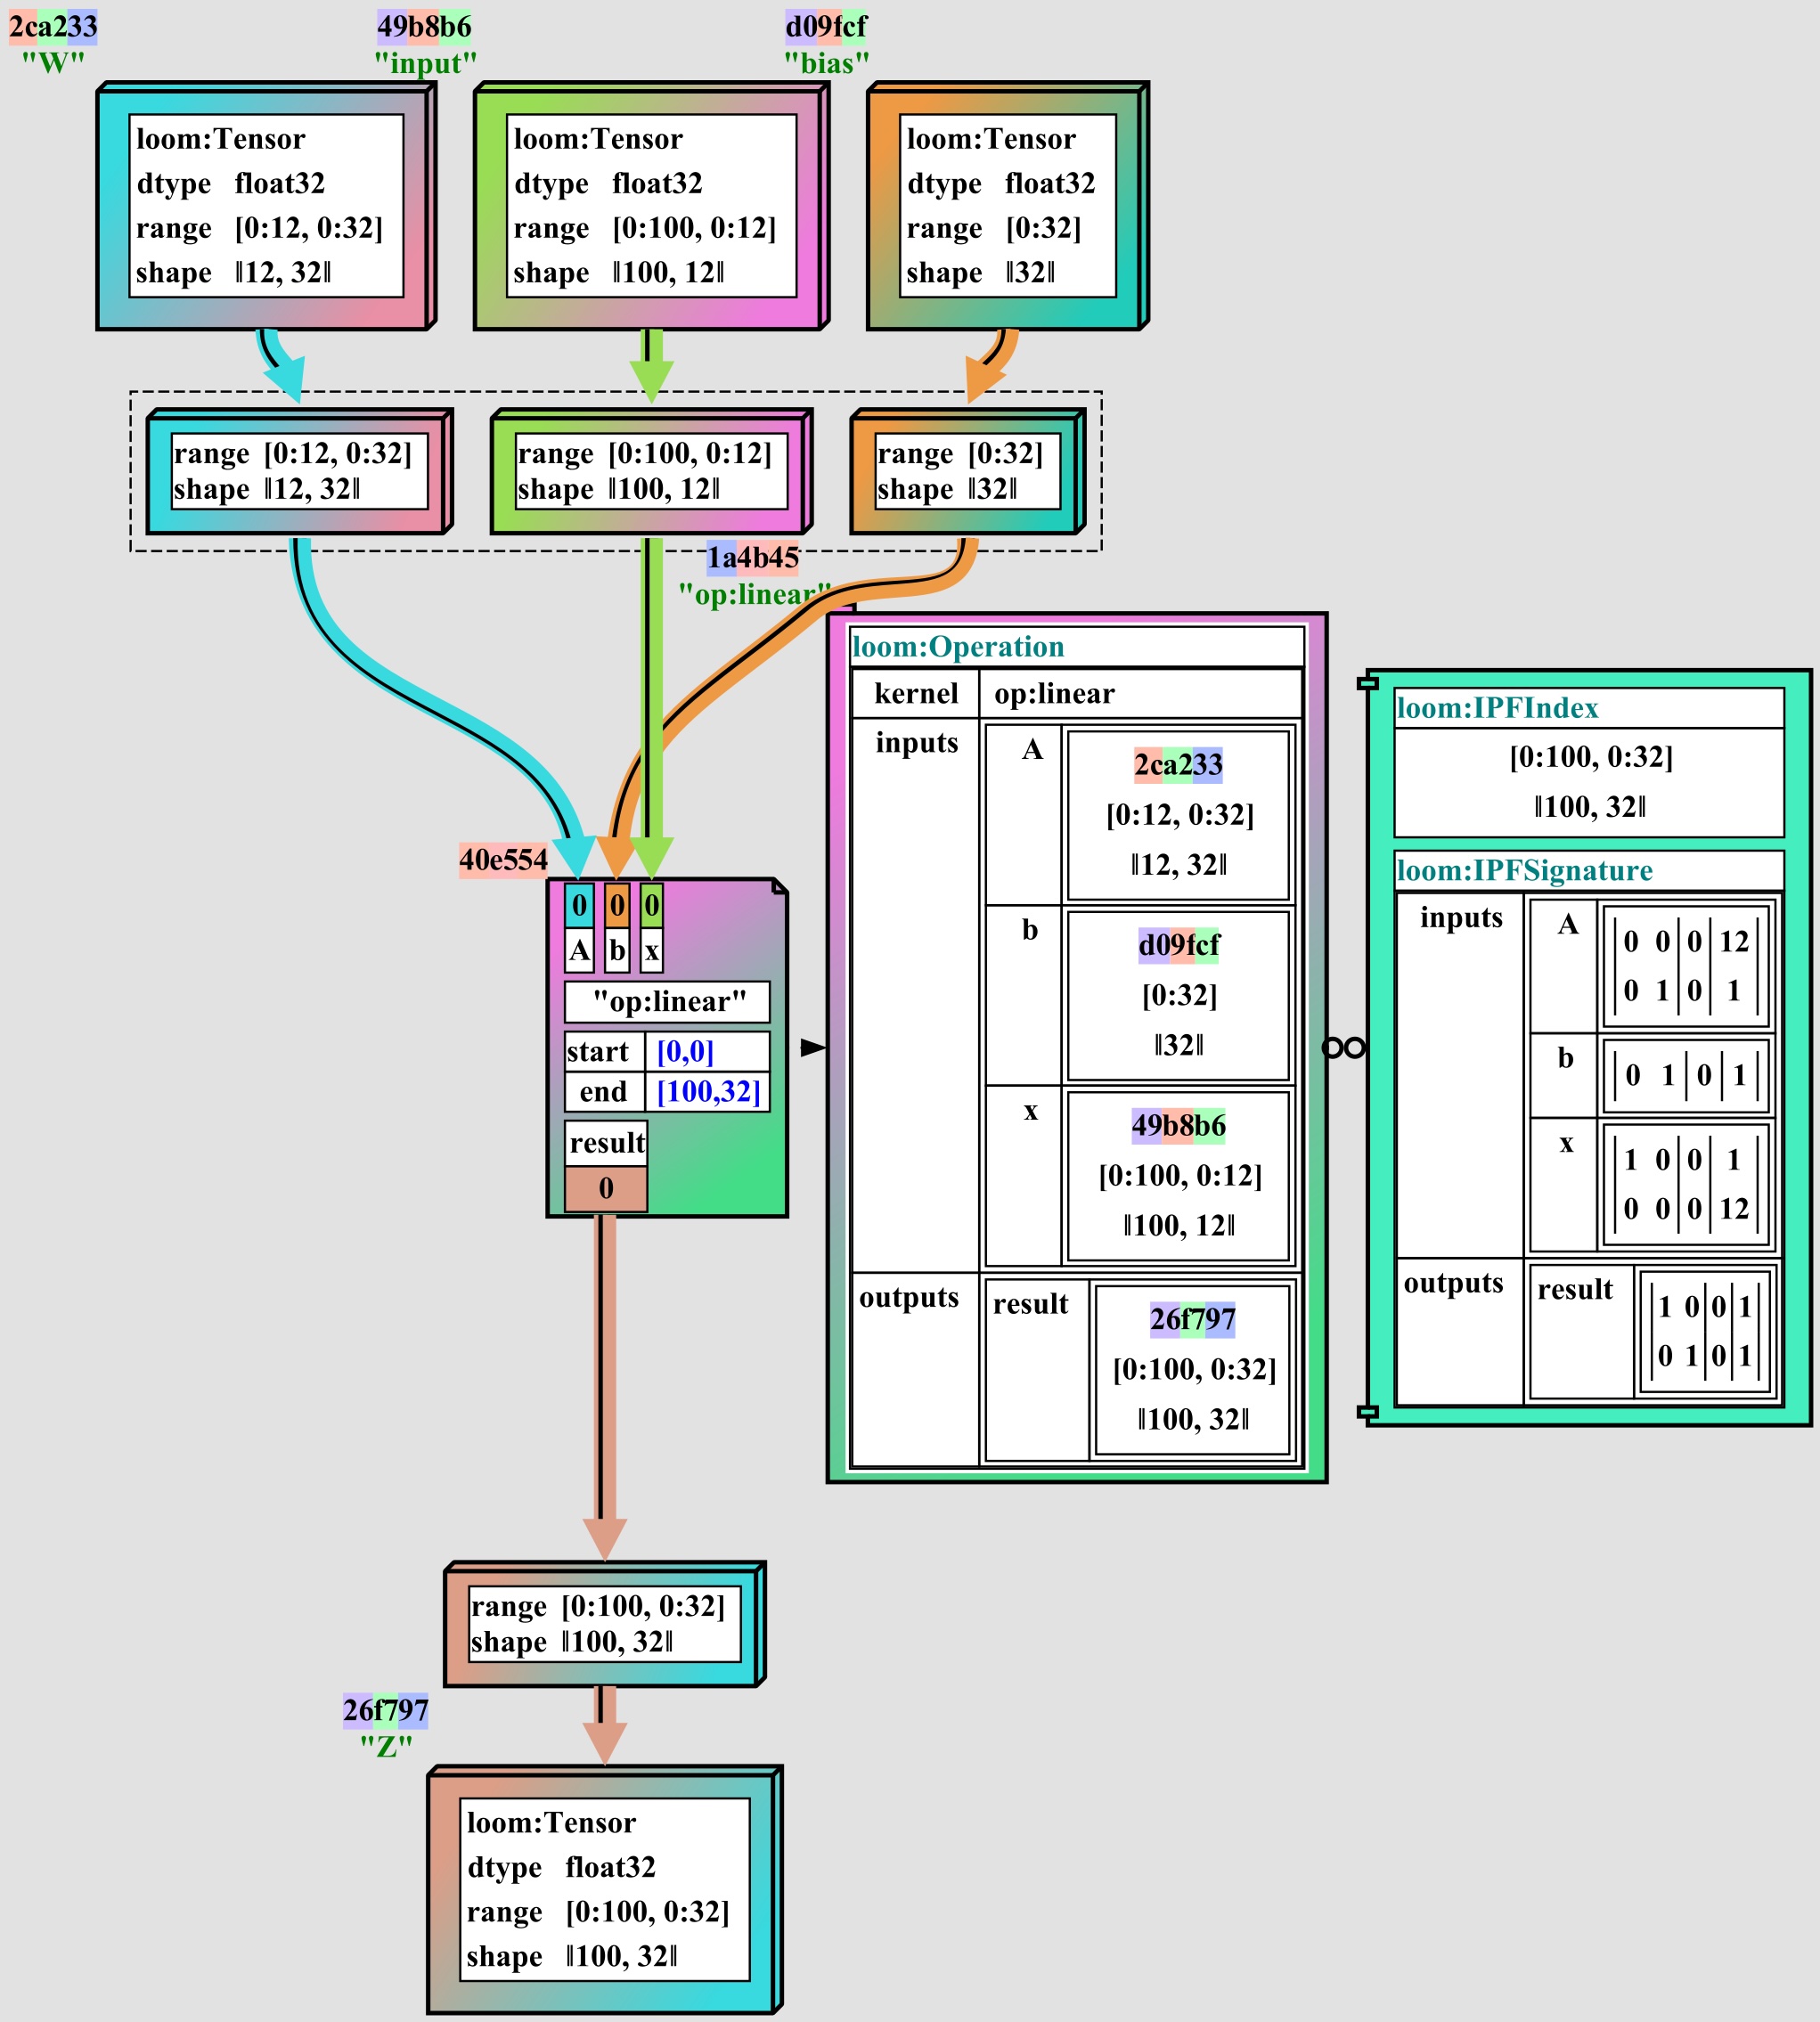 2ca233
"W"
49b8b6
"input"
d09fcf
"bias"
loom:Tensor
dtype float32
range [0:12, 0:32]
shape ‖12, 32‖
loom:Tensor
dtype float32
range [0:100, 0:12]
shape ‖100, 12‖
loom:Tensor
dtype float32
range [0:32]
shape ‖32‖
range [0:12, 0:32]
shape ‖12, 32‖
range [0:100, 0:12]
shape ‖100, 12‖
range [0:32]
shape ‖32‖
1a4b45
"op:linear"
40e554
0 0 0
A b x
"op:linear"
start [0,0]
end [100,32]
result
0
loom:Operation
kernel op:linear
inputs
A
2ca233
[0:12, 0:32]
‖12, 32‖
b
d09fcf
[0:32]
‖32‖
x
49b8b6
[0:100, 0:12]
‖100, 12‖
outputs
result
26f797
[0:100, 0:32]
‖100, 32‖
loom:IPFIndex
[0:100, 0:32]
‖100, 32‖
loom:IPFSignature
inputs
A
|0 0|0|12|
|0 1|0|1|
b
|0 1|0|1|
x
|1 0|0|1|
|0 0|0|12|
outputs
result
|1 0|0|1|
|0 1|0|1|
range [0:100, 0:32]
shape ‖100, 32‖
26f797
"Z"
loom:Tensor
dtype float32
range [0:100, 0:32]
shape ‖100, 32‖